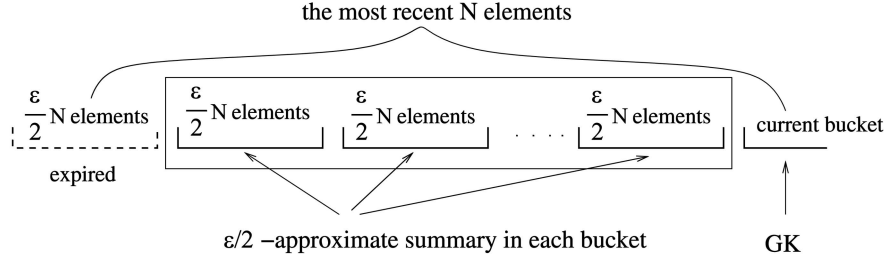 the most recent N elements
ε/2 N elements
ε/2 N elements
ε/2 N elements
. . . .
ε/2 N elements
current bucket
expired
ε/2 –approximate summary in each bucket
GK